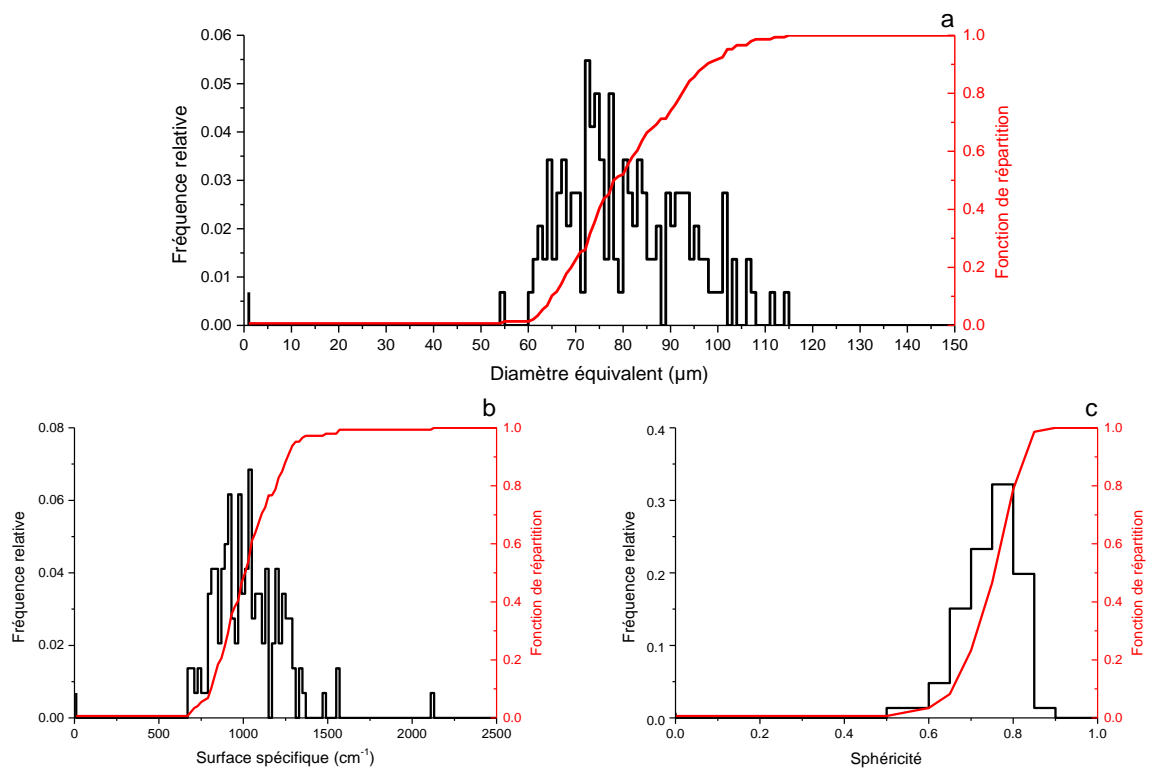 a
0.06
0.05
0.04
0.03
0.02
0.01
0.00
Fréquence relative
1.0
0.8
0.6
0.4
0.2
0.0
Fonction de répartition
0 10 20 30 40 50 60 70 80 90 100 110 120 130 140 150
Diamètre équivalent (µm)
b
0.08
0.06
0.04
0.02
0.00
Fréquence relative
1.0
0.8
0.6
0.4
0.2
0.0
Fonction de répartition
0 500 1000 1500 2000 2500
Surface spécifique (cm⁻¹)
c
0.4
0.3
0.2
0.1
0.0
Fréquence relative
1.0
0.8
0.6
0.4
0.2
0.0
Fonction de répartition
0.0 0.2 0.4 0.6 0.8 1.0
Sphéricité